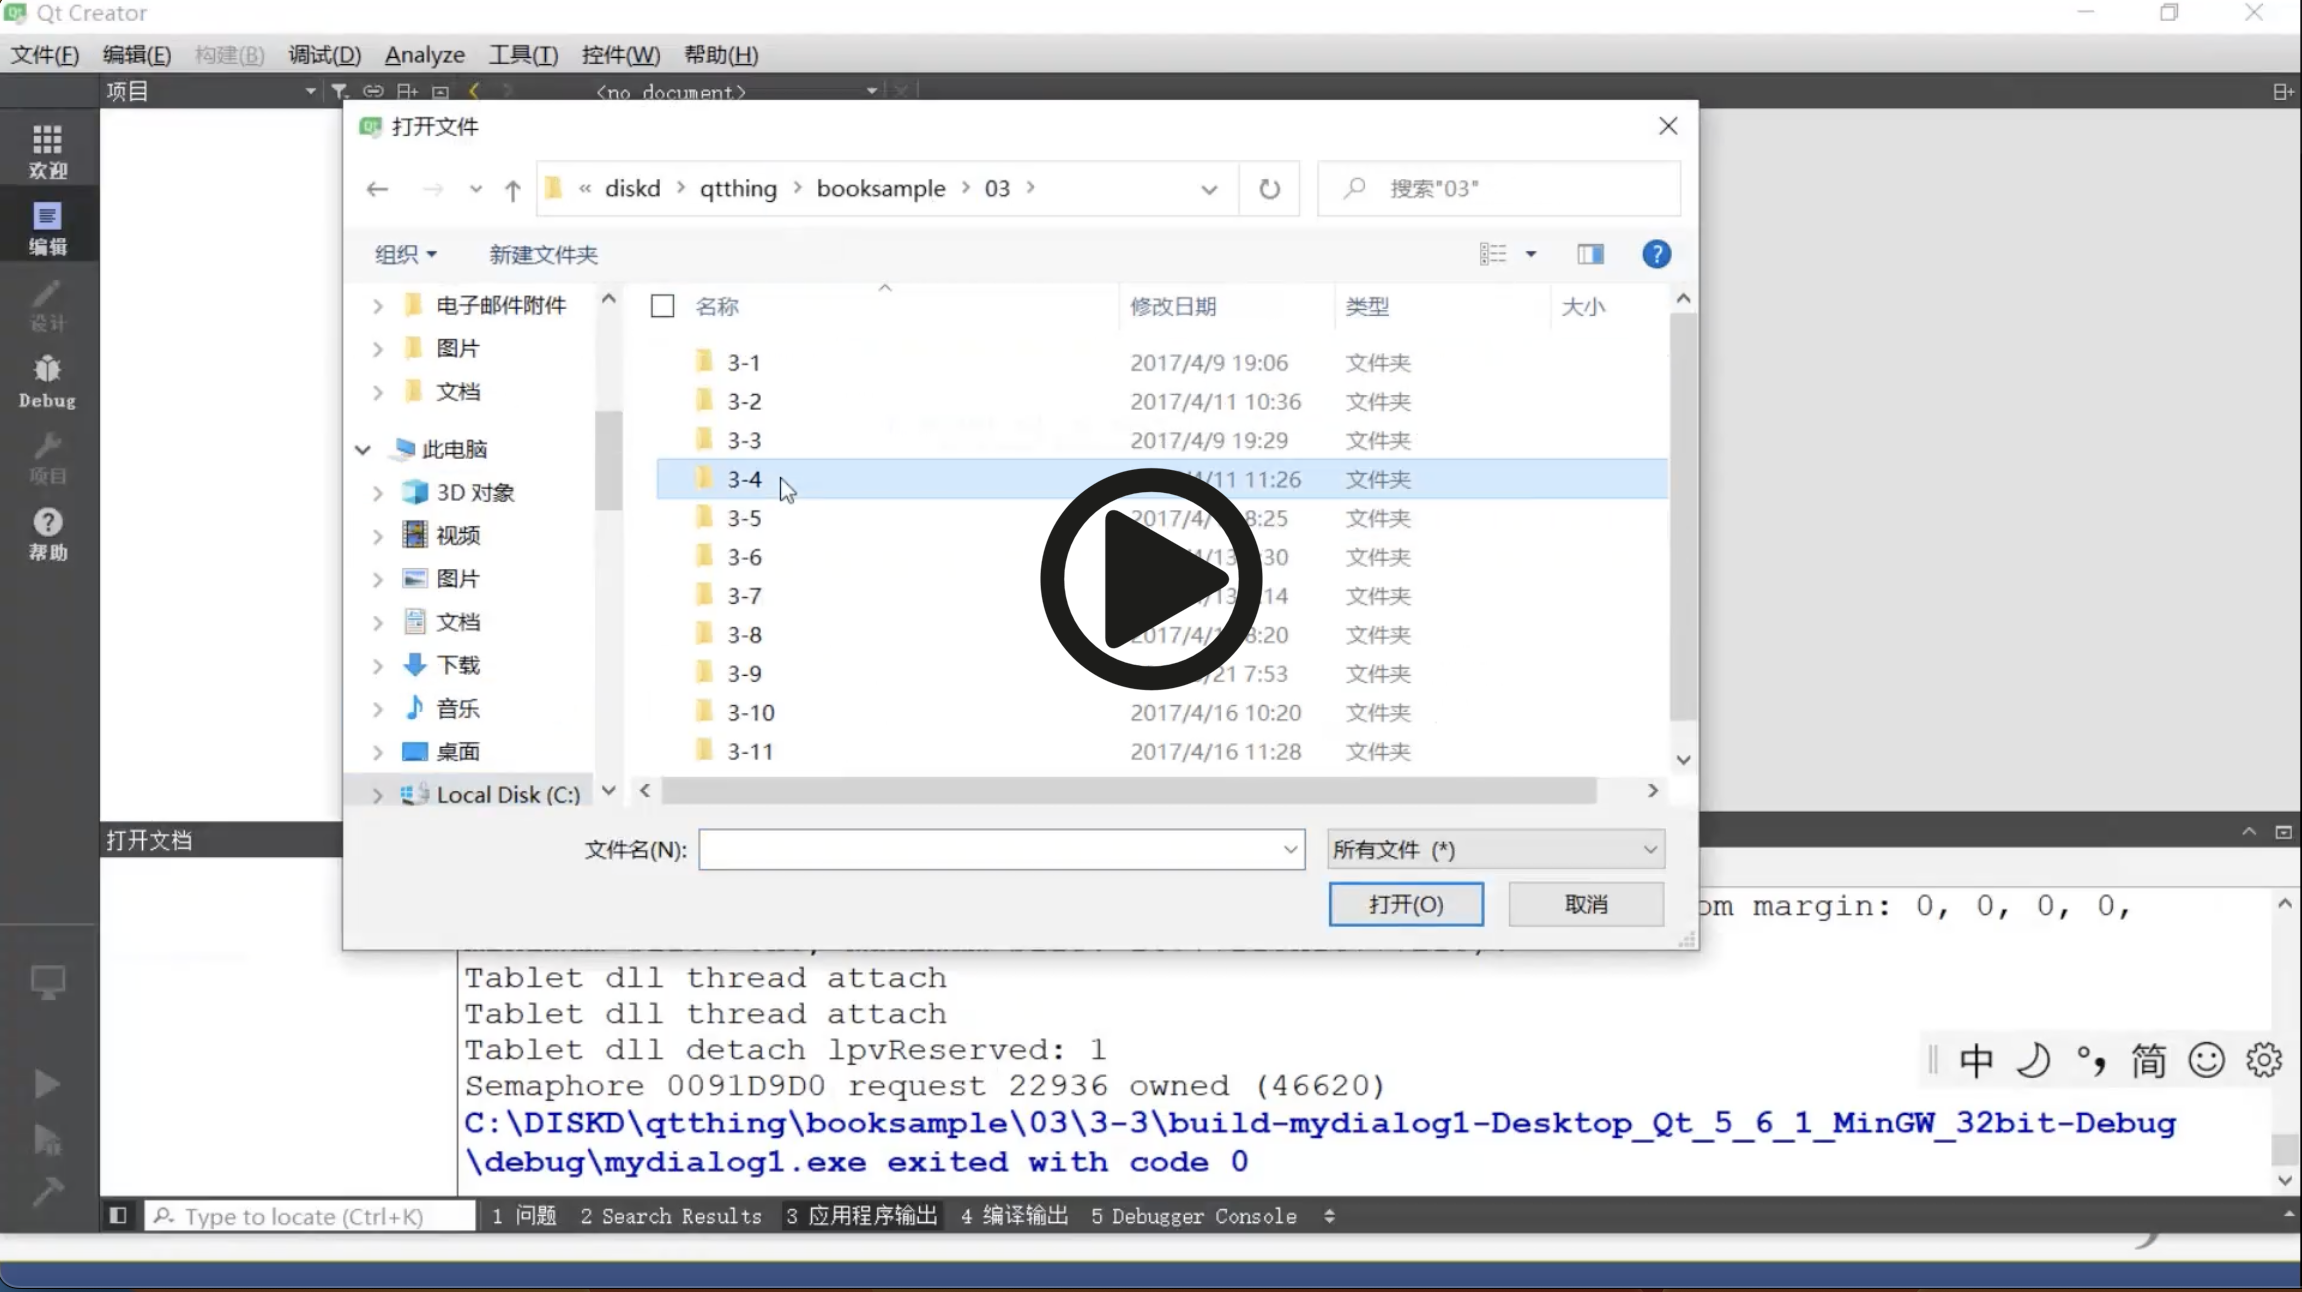 Qt Creator
文件(F) 编辑(E) 构建(B) 调试(D) Analyze 工具(T) 控件(W) 帮助(H)
项目 <no document>
欢迎
编辑
设计
Debug
项目
帮助
打开文件
« diskd › qtthing › booksample › 03 › 搜索"03"
组织 新建文件夹
电子邮件附件
图片
文档
此电脑
3D 对象
视频
图片
文档
下载
音乐
桌面
Local Disk (C:)
名称 修改日期 类型 大小
3-1 2017/4/9 19:06 文件夹
3-2 2017/4/11 10:36 文件夹
3-3 2017/4/9 19:29 文件夹
3-4 /11 11:26 文件夹
3-5 2017/4/ 8:25 文件夹
3-6 /13 :30 文件夹
3-7 /13 :14 文件夹
3-8 2017/4/1 8:20 文件夹
3-9 /21 7:53 文件夹
3-10 2017/4/16 10:20 文件夹
3-11 2017/4/16 11:28 文件夹
文件名(N): 所有文件 (*)
打开(O) 取消
打开文档
om margin: 0, 0, 0, 0,
Tablet dll thread attach
Tablet dll thread attach
Tablet dll detach lpvReserved: 1
Semaphore 0091D9D0 request 22936 owned (46620)
C:\DISKD\qtthing\booksample\03\3-3\build-mydialog1-Desktop_Qt_5_6_1_MinGW_32bit-Debug
\debug\mydialog1.exe exited with code 0
中 °, 简
Type to locate (Ctrl+K) 1 问题 2 Search Results 3 应用程序输出 4 编译输出 5 Debugger Console